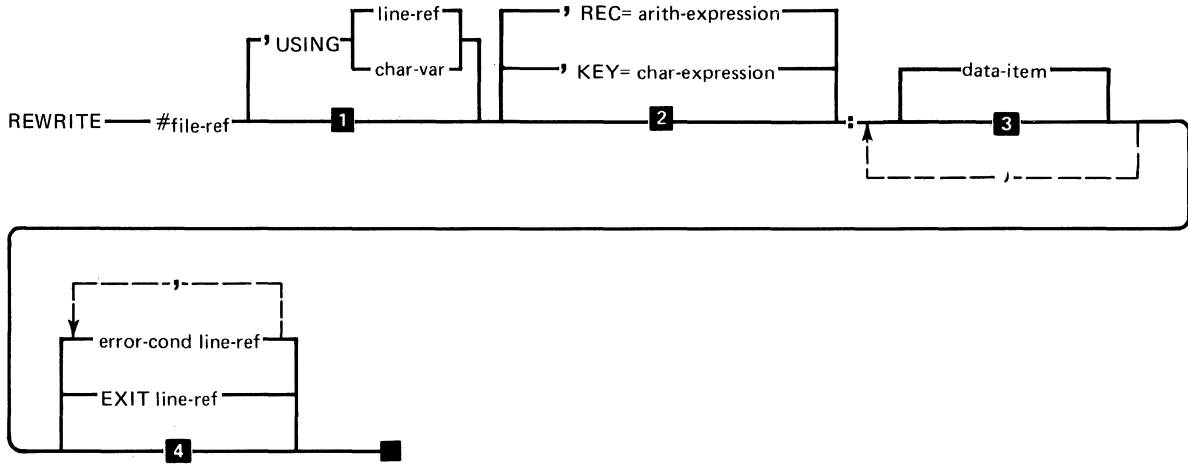 line-ref
, USING
char-var
, REC= arith-expression
, KEY= char-expression
data-item
REWRITE #file-ref 1 2 : 3
,
,
error-cond line-ref
EXIT line-ref
4